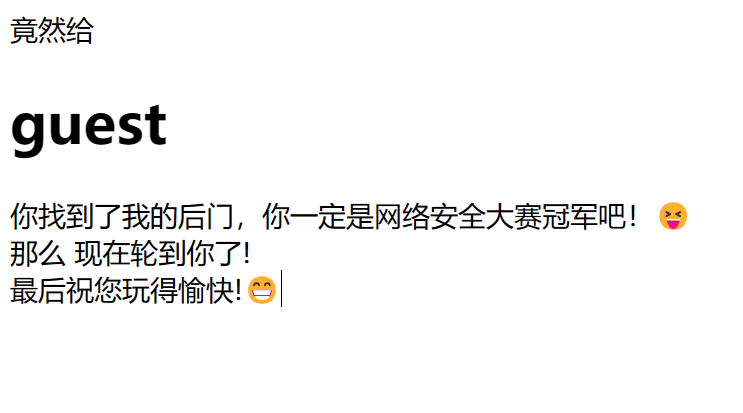 竟然给
guest
你找到了我的后门，你一定是网络安全大赛冠军吧！😝
那么 现在轮到你了!
最后祝您玩得愉快!😁